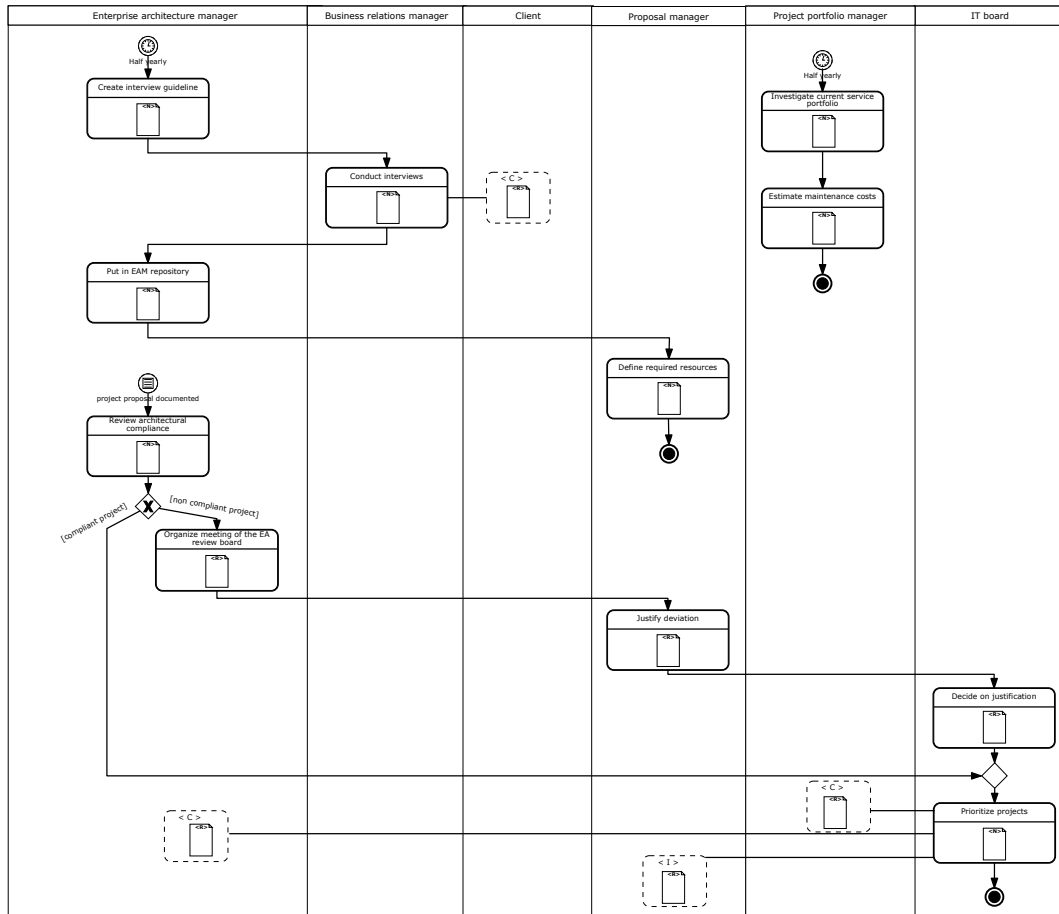 Enterprise architecture manager
Business relations manager
Client
Proposal manager
Project portfolio manager
IT board
Half yearly
Create interview guideline
<N>
Half yearly
Investigate current service
portfolio
<N>
Conduct interviews
<N>
< C >
<R>
Estimate maintenance costs
<N>
Put in EAM repository
<N>
Define required resources
<N>
project proposal documented
Review architectural
compliance
<N>
X
[compliant project]
[non compliant project]
Organize meeting of the EA
review board
<R>
Justify deviation
<R>
Decide on justification
<R>
< C >
<R>
Prioritize projects
<N>
< C >
<R>
< I >
<R>